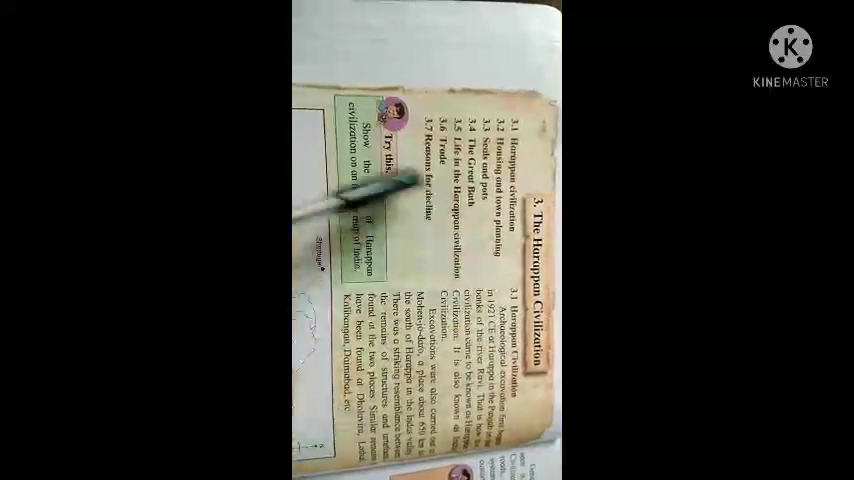 3. The Harappan Civilization
3.1 Harappan civilization
3.2 Housing and town planning
3.3 Seals and pots
3.4 The Great Bath
3.5 Life in the Harappan civilization
3.6 Trade
3.7 Reasons for decline
Try this.
Show the of Harappan
civilization on an map of India.
3.1 Harappan Civilization
Archaeological excavation first began
in 1921 CE at Harappa in the Punjab on
banks of the river Ravi. That is how the
civilization came to be known as Harappan
Civilization. It is also known as Indus
Civilization.
Excavations were also carried out at
Mohen-jo-daro, a place about 650 km to
the south of Harappa in the Indus valley.
There was a striking resemblance between
the remains of structures and artefacts
found at the two places. Similar remains
have been found at Dholavira, Lothal,
Kalibangan, Daimabad, etc.
K
KINEMASTER